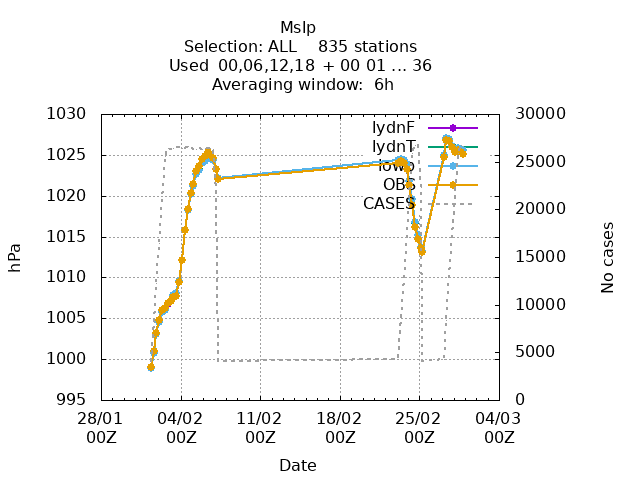 Mslp
Selection: ALL    835 stations
Used  00,06,12,18 + 00 01 ... 36
Averaging window:  6h
1030
1025
1020
1015
1010
1005
1000
995
hPa
30000
25000
20000
15000
10000
5000
0
No cases
lydnF
lydnT
lowp
OBS
CASES
28/01
00Z
04/02
00Z
11/02
00Z
18/02
00Z
25/02
00Z
04/03
00Z
Date